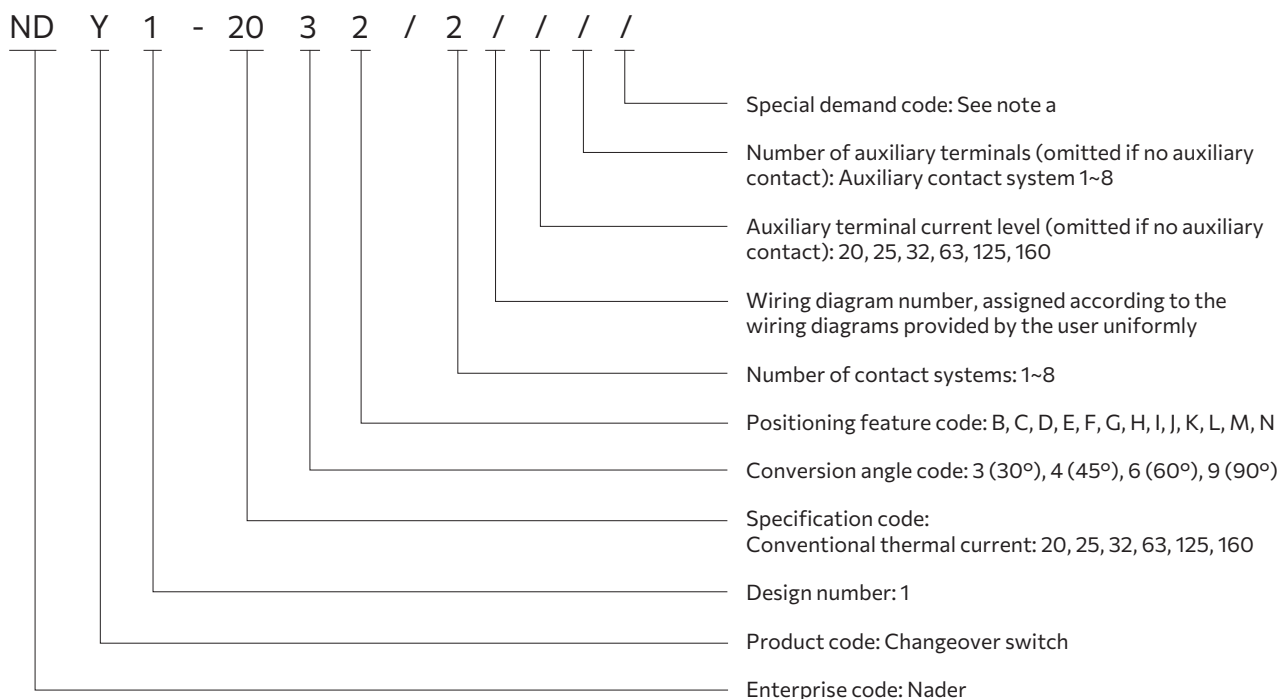 ND Y 1 - 20 3 2 / 2 / / / /
Special demand code: See note a
Number of auxiliary terminals (omitted if no auxiliary
contact): Auxiliary contact system 1~8
Auxiliary terminal current level (omitted if no auxiliary
contact): 20, 25, 32, 63, 125, 160
Wiring diagram number, assigned according to the
wiring diagrams provided by the user uniformly
Number of contact systems: 1~8
Positioning feature code: B, C, D, E, F, G, H, I, J, K, L, M, N
Conversion angle code: 3 (30º), 4 (45º), 6 (60º), 9 (90º)
Specification code:
Conventional thermal current: 20, 25, 32, 63, 125, 160
Design number: 1
Product code: Changeover switch
Enterprise code: Nader